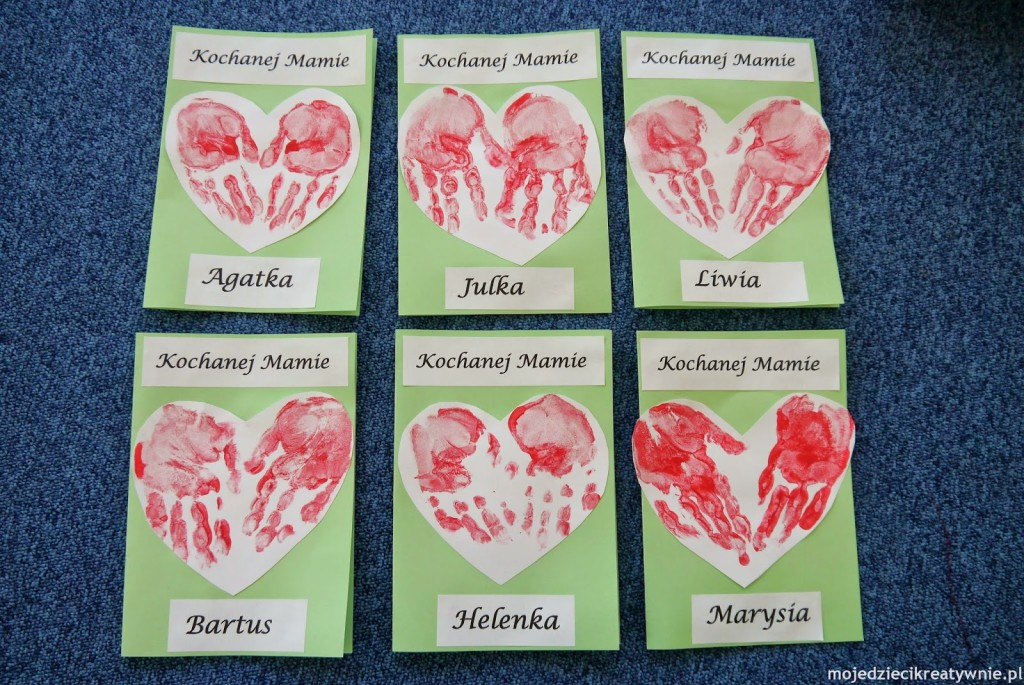 Kochanej Mamie
Agatka
Kochanej Mamie
Julka
Kochanej Mamie
Liwia
Kochanej Mamie
Bartus
Kochanej Mamie
Helenka
Kochanej Mamie
Marysia
mojedziecikreatywnie.pl